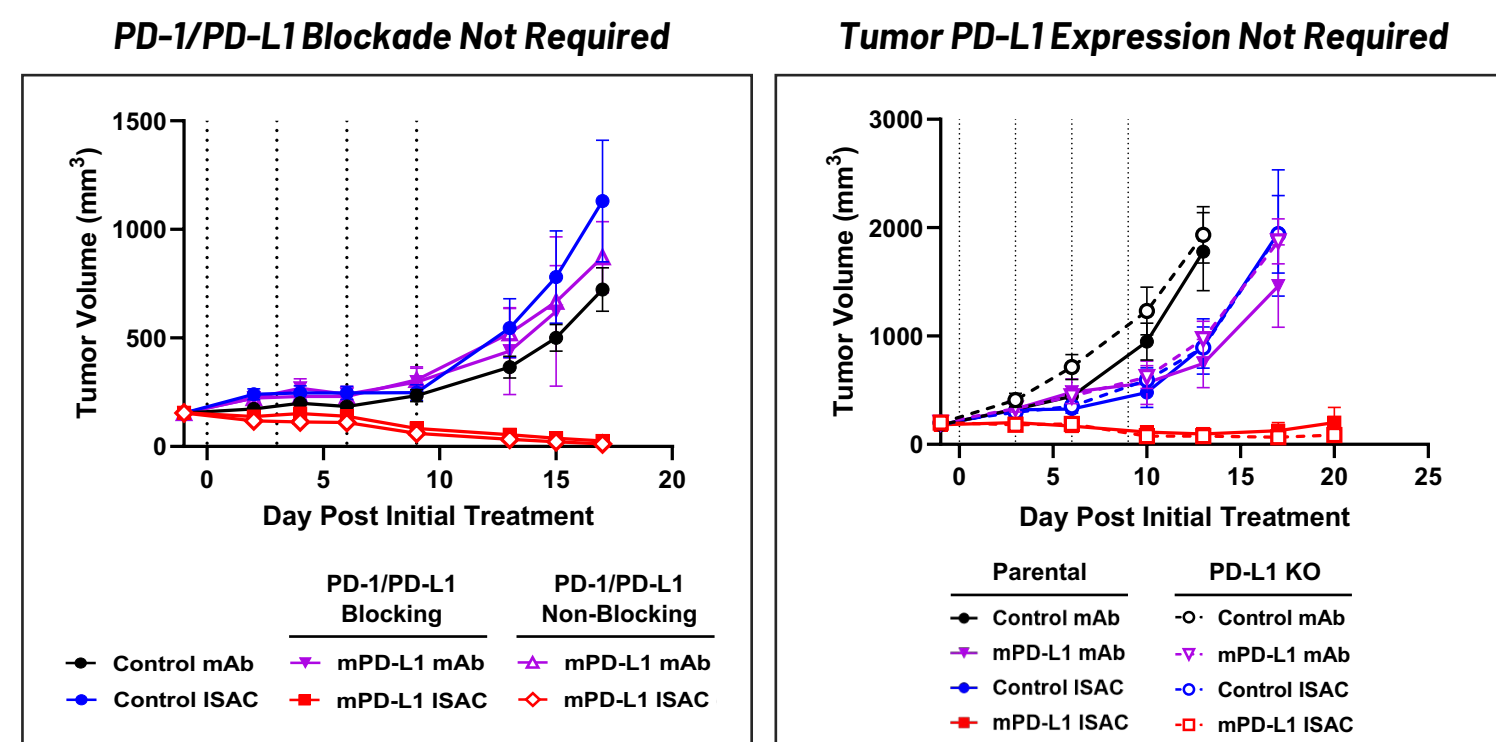 PD-1/PD-L1 Blockade Not Required
Tumor Volume (mm3)
1500
1000
500
0
0 5 10 15 20
Day Post Initial Treatment
PD-1/PD-L1 Blocking
PD-1/PD-L1 Non-Blocking
Control mAb
mPD-L1 mAb
mPD-L1 mAb
Control ISAC
mPD-L1 ISAC
mPD-L1 ISAC
Tumor PD-L1 Expression Not Required
Tumor Volume (mm3)
3000
2000
1000
0
0 5 10 15 20 25
Day Post Initial Treatment
Parental
PD-L1 KO
Control mAb
Control mAb
mPD-L1 mAb
mPD-L1 mAb
Control ISAC
Control ISAC
mPD-L1 ISAC
mPD-L1 ISAC